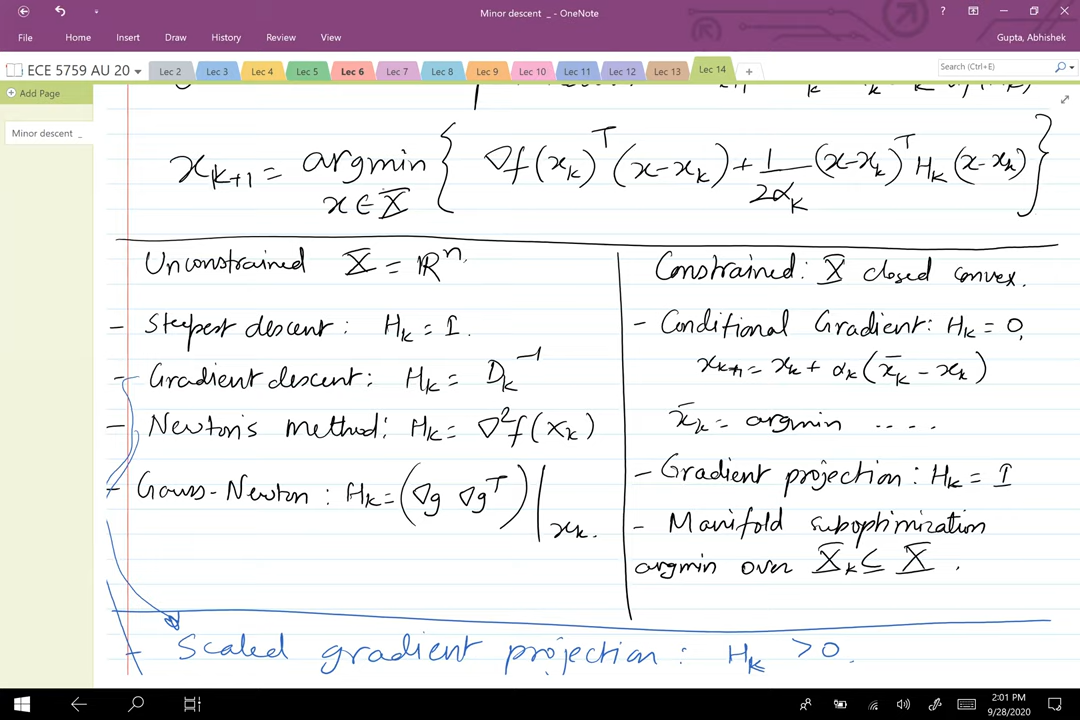 Minor descent _ - OneNote
File Home Insert Draw History Review View Gupta, Abhishek
ECE 5759 AU 20 Lec 2 Lec 3 Lec 4 Lec 5 Lec 6 Lec 7 Lec 8 Lec 9 Lec 10 Lec 11 Lec 12 Lec 13 Lec 14 + Search (Ctrl+E)
Add Page
Minor descent _
x_{k+1} = argmin_{x ∈ X} { ∇f(x_k)^T (x-x_k) + 1/(2α_k) (x-x_k)^T H_k (x-x_k) }
Unconstrained X = ℝ^n.
- Steepest descent : H_k = I.
- Gradient descent : H_k = D_k^{-1}
- Newton's method : H_k = ∇²f(x_k)
- Gauss-Newton : H_k = (∇g ∇g^T) |_{x_k.}
Constrained : X closed convex.
- Conditional Gradient : H_k = 0,
x_{k+1} = x_k + α_k (x̄_k - x_k)
x̄_k = argmin ....
- Gradient projection : H_k = I
- Manifold suboptimization
argmin over X_k ⊆ X .
- Scaled gradient projection : H_k > 0.
2:01 PM
9/28/2020